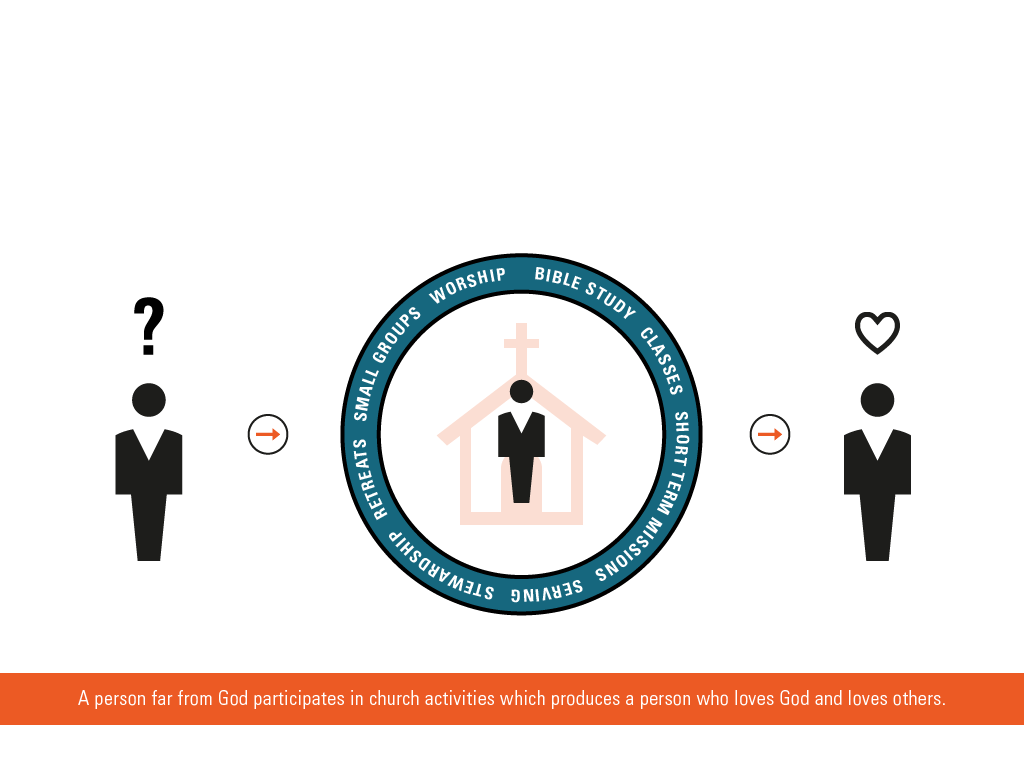 ?
WORSHIP
BIBLE STUDY
CLASSES
SHORT TERM MISSIONS
SERVING
STEWARDSHIP
RETREATS
SMALL GROUPS
A person far from God participates in church activities which produces a person who loves God and loves others.